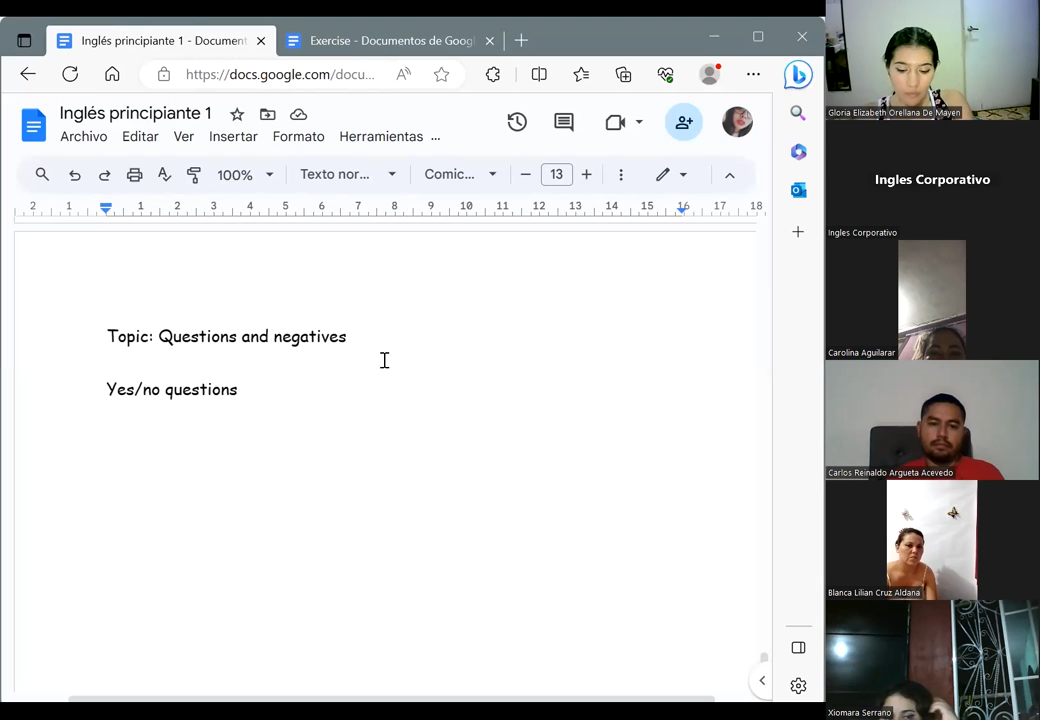 Inglés principiante 1 - Document
Exercise - Documentos de Goog
https://docs.google.com/docu...
Inglés principiante 1
Archivo Editar Ver Insertar Formato Herramientas ...
100% Texto nor... Comic... 13
2 1 1 2 3 4 5 6 7 8 9 10 11 12 13 14 15 16 17 18
Topic: Questions and negatives
Yes/no questions
Gloria Elizabeth Orellana De Mayen
Ingles Corporativo
Ingles Corporativo
Carolina Aguilarar
Carlos Reinaldo Argueta Acevedo
Blanca Lilian Cruz Aldana
Xiomara Serrano